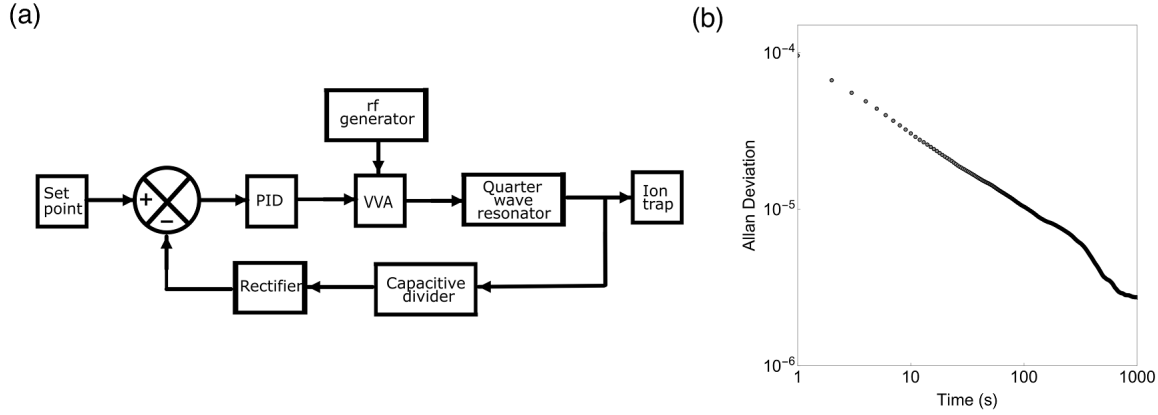 (a)
rf
generator
Set
point
+
−
PID
VVA
Quarter
wave
resonator
Ion
trap
Rectifier
Capacitive
divider
(b)
10⁻⁴
10⁻⁵
10⁻⁶
Allan Deviation
1
10
100
1000
Time (s)